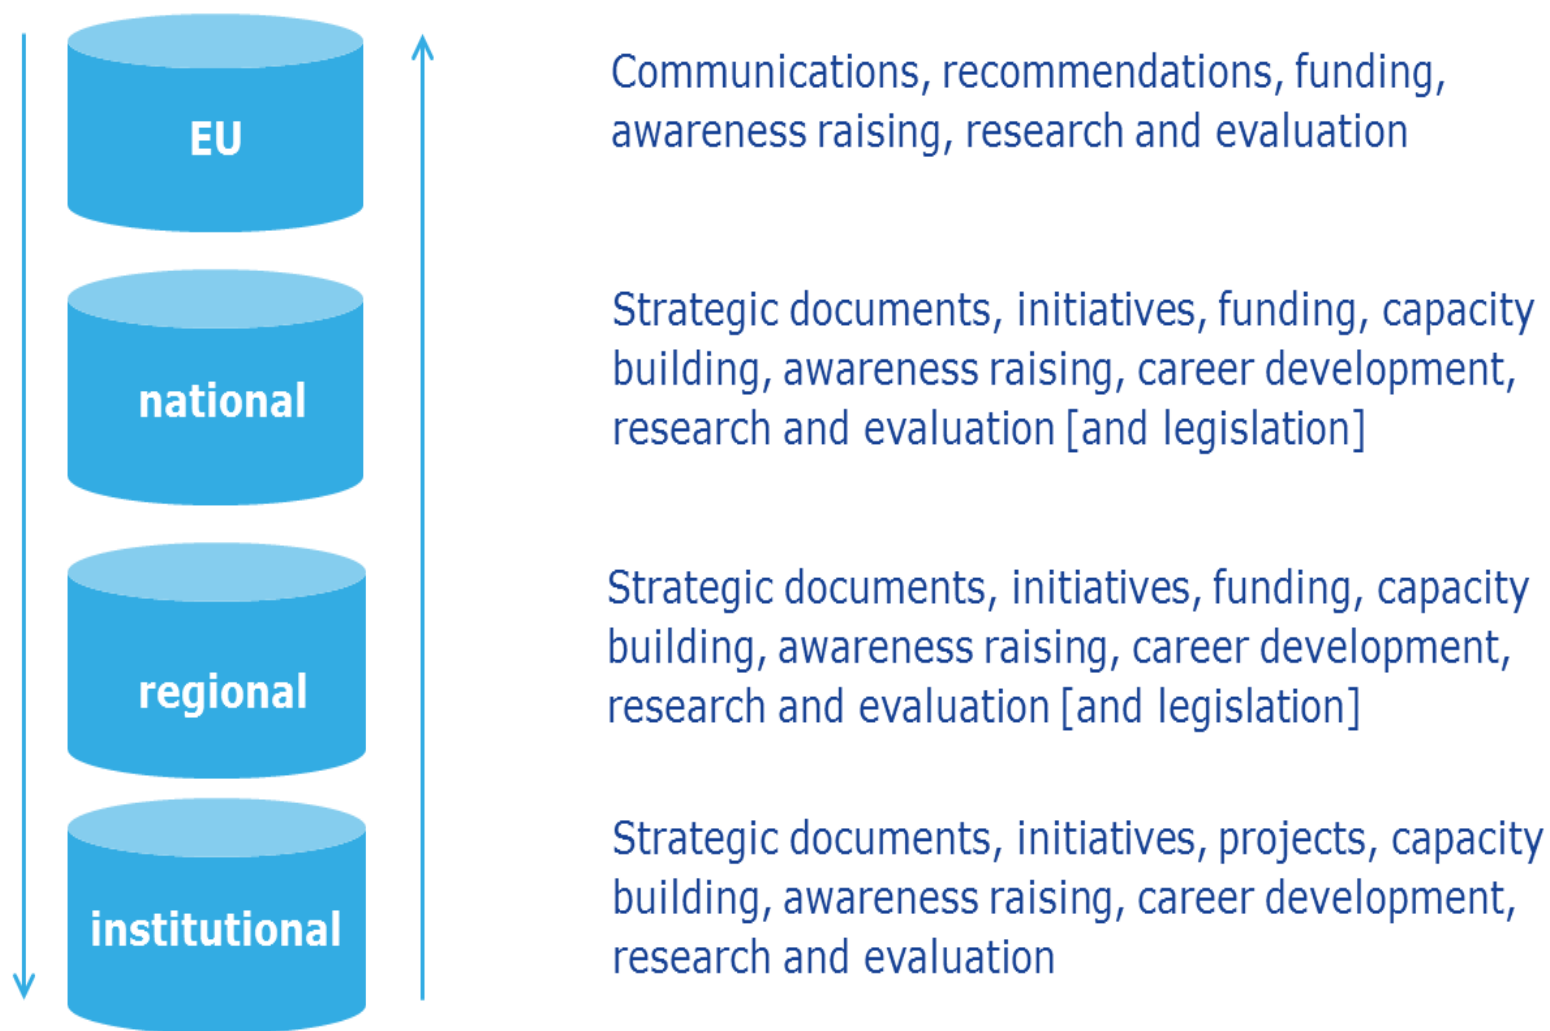 EU
Communications, recommendations, funding,
awareness raising, research and evaluation
national
Strategic documents, initiatives, funding, capacity
building, awareness raising, career development,
research and evaluation [and legislation]
regional
Strategic documents, initiatives, funding, capacity
building, awareness raising, career development,
research and evaluation [and legislation]
institutional
Strategic documents, initiatives, projects, capacity
building, awareness raising, career development,
research and evaluation